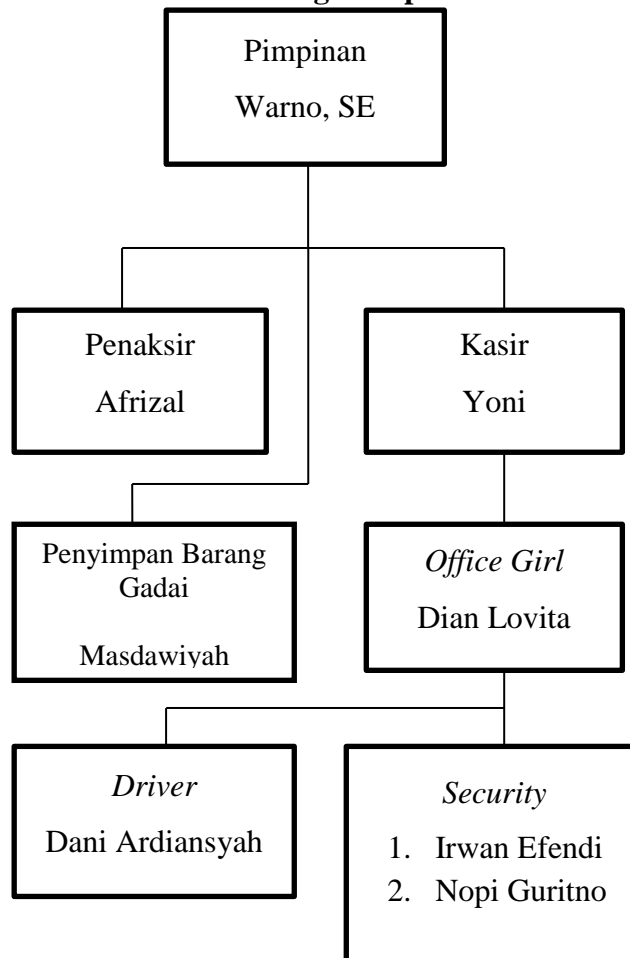 Pimpinan
Warno, SE
Penaksir
Afrizal
Kasir
Yoni
Penyimpan Barang
Gadai
Masdawiyah
Office Girl
Dian Lovita
Driver
Dani Ardiansyah
Security
1. Irwan Efendi
2. Nopi Guritno